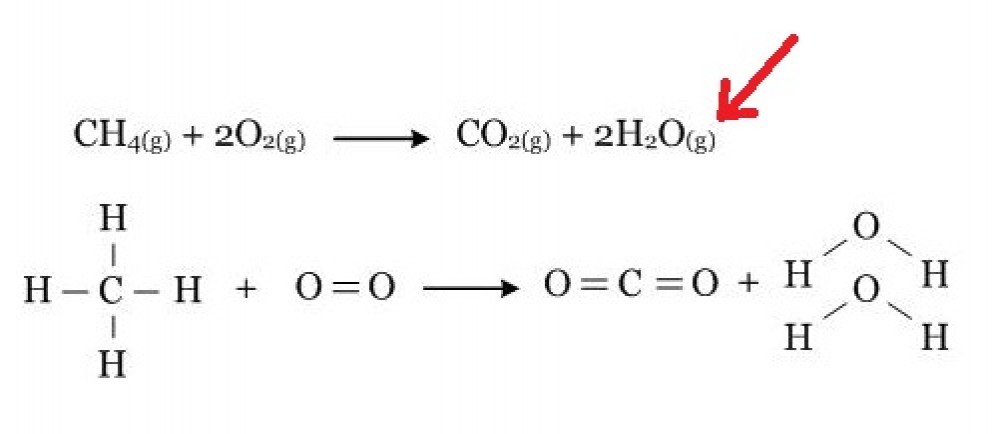 CH₄(g) + 2O₂(g) ⟶ CO₂(g) + 2H₂O(g)
H
|
H – C – H + O = O ⟶ O = C = O + H O H
|
H
H O H